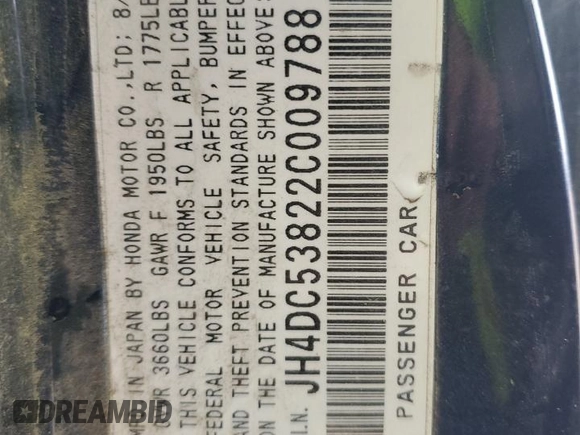 IN JAPAN BY HONDA MOTOR CO.,LTD; 8/
3660LBS GAWR F 1950LBS R 1775LB
THIS VEHICLE CONFORMS TO ALL APPLICABLE
FEDERAL MOTOR VEHICLE SAFETY, BUMPER
AND THEFT PREVENTION STANDARDS IN EFFEC
ON THE DATE OF MANUFACTURE SHOWN ABOVE
V.I.N. JH4DC53822C009788
PASSENGER CAR
DREAMBID